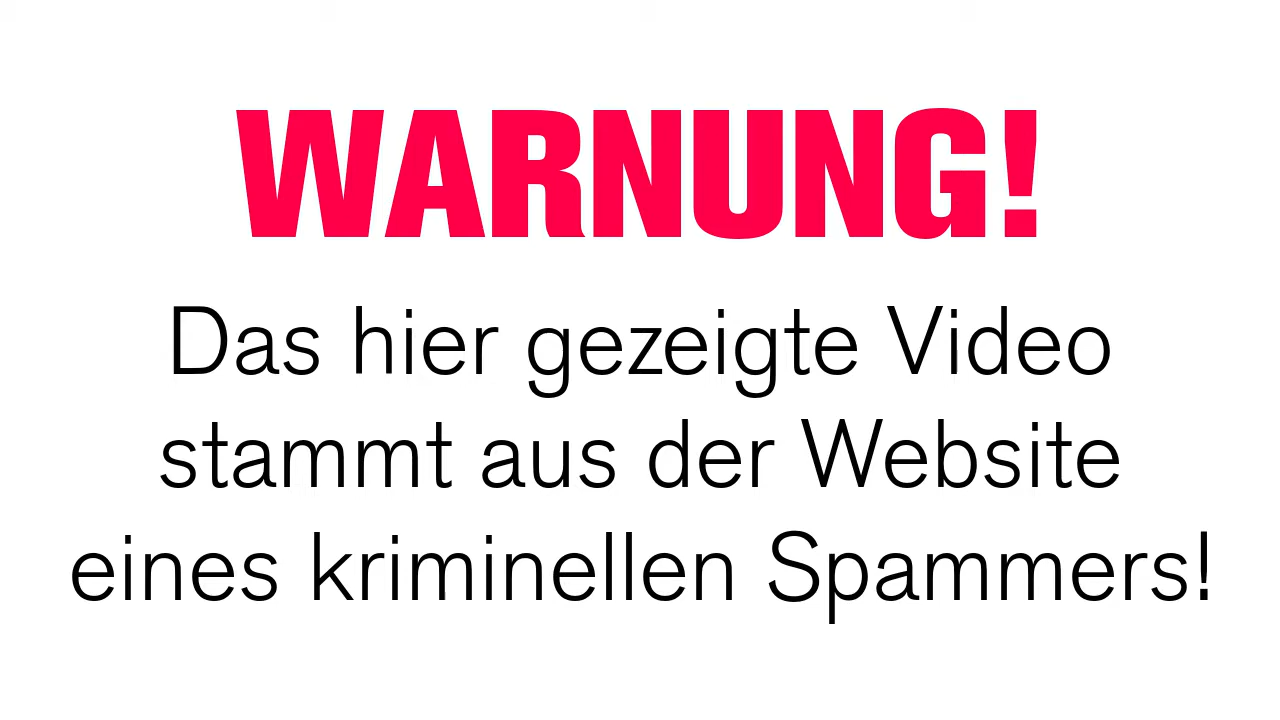 WARNUNG!
Das hier gezeigte Video
stammt aus der Website
eines kriminellen Spammers!